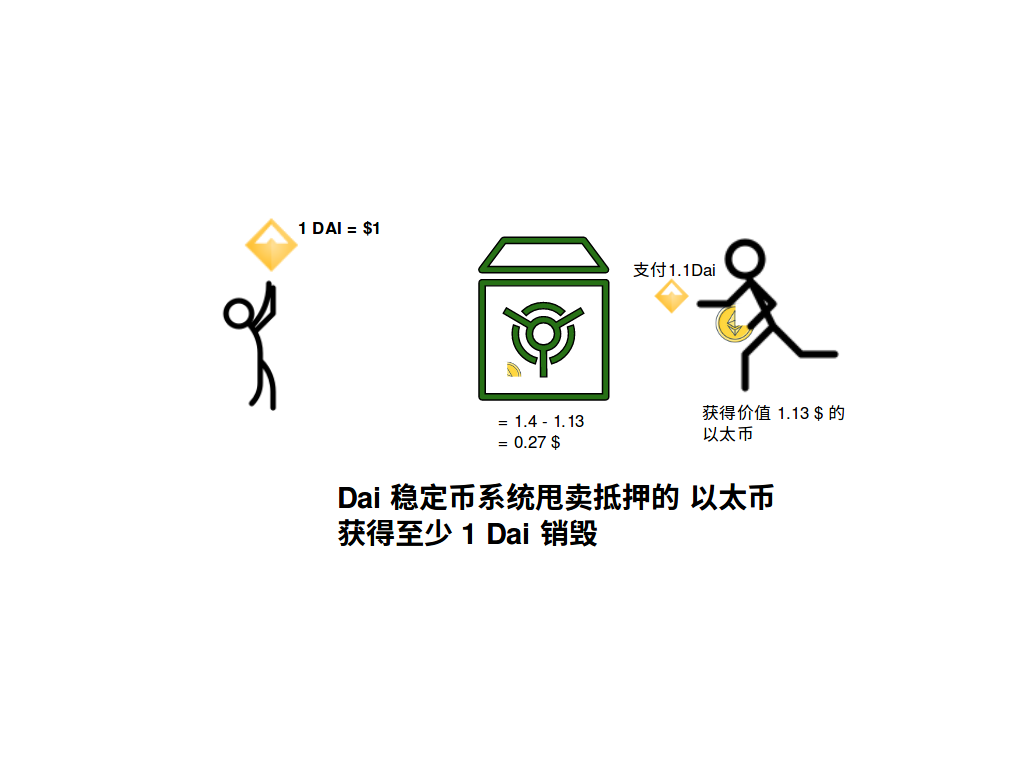 1 DAI = $1
支付1.1Dai
= 1.4 - 1.13
= 0.27 $
获得价值 1.13 $ 的
以太币
Dai 稳定币系统甩卖抵押的 以太币
获得至少 1 Dai 销毁